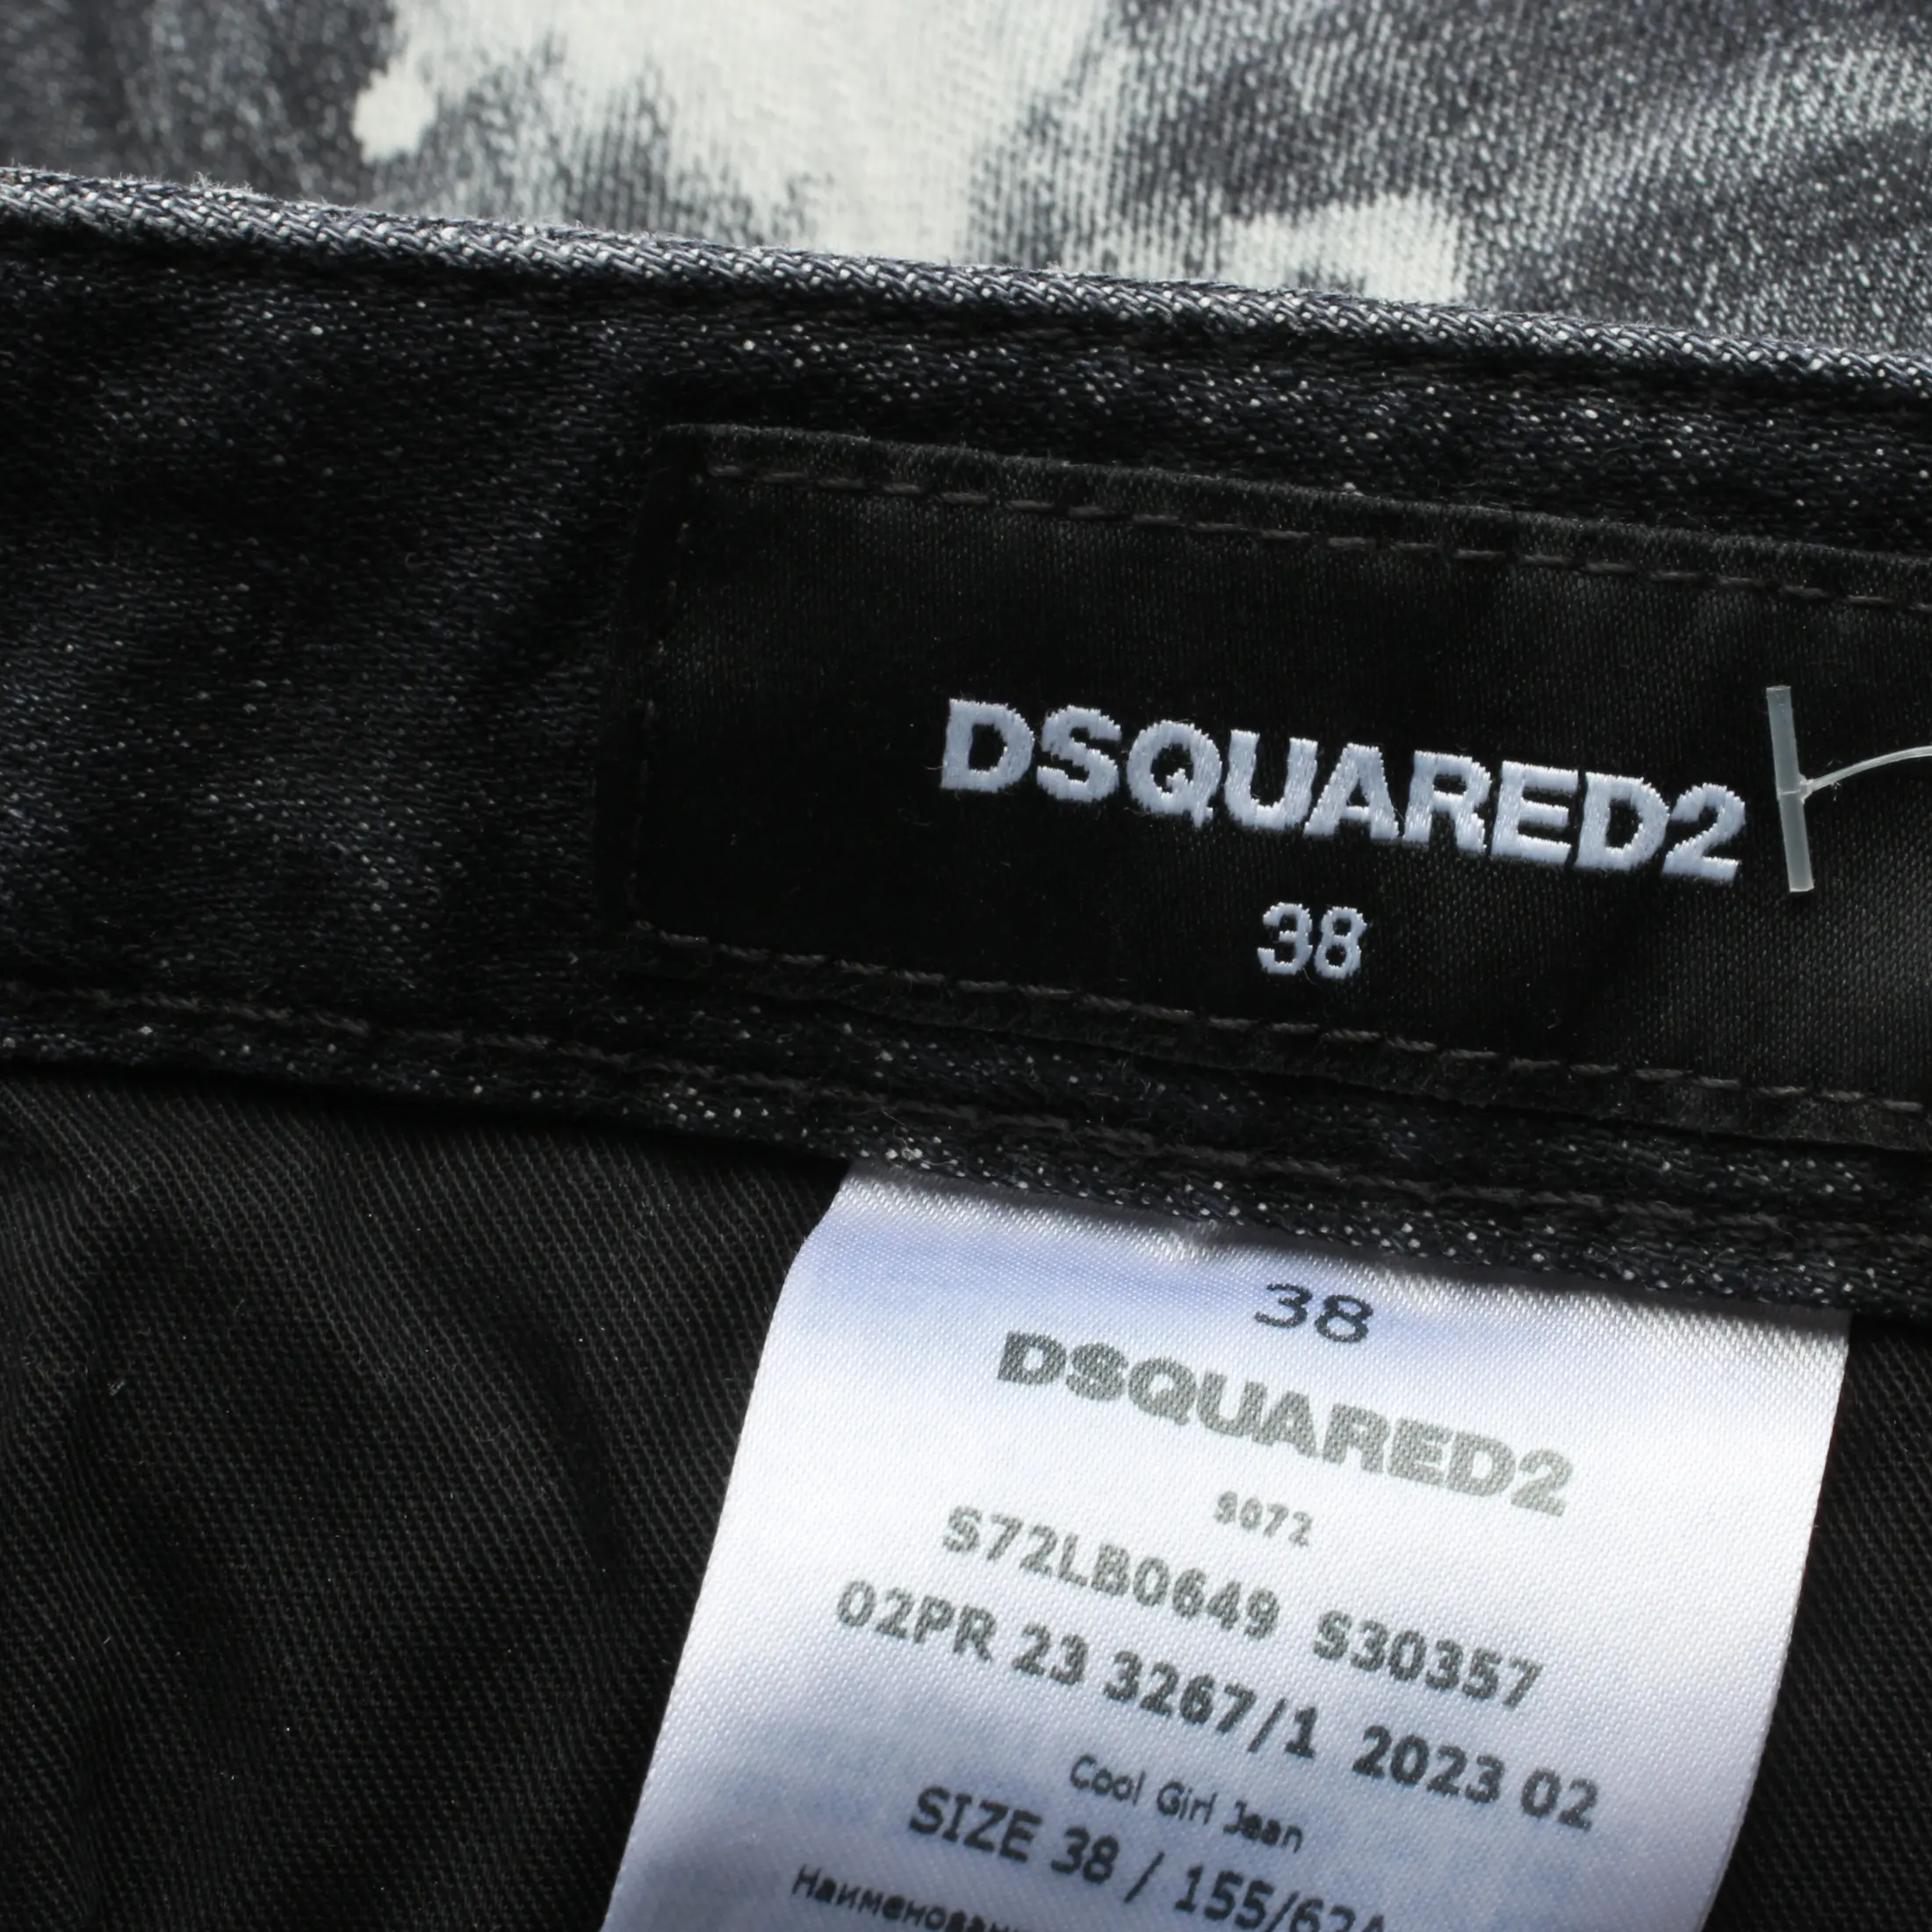 DSQUARED2
38
38
DSQUARED2
S072
S72LB0649 S30357
02PR 23 3267/1 2023 02
Cool Girl Jean
SIZE 38 / 155/62A